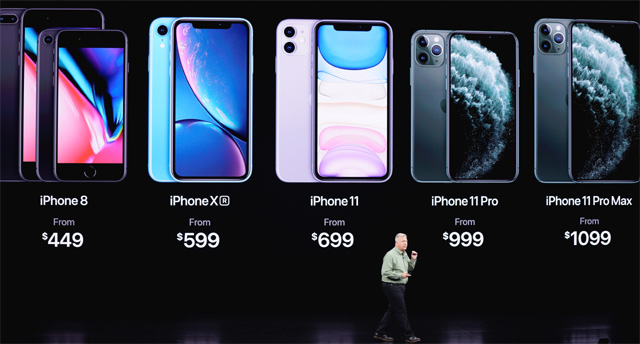 iPhone 8
From
$449
iPhone XR
From
$599
iPhone 11
From
$699
iPhone 11 Pro
From
$999
iPhone 11 Pro Max
From
$1099